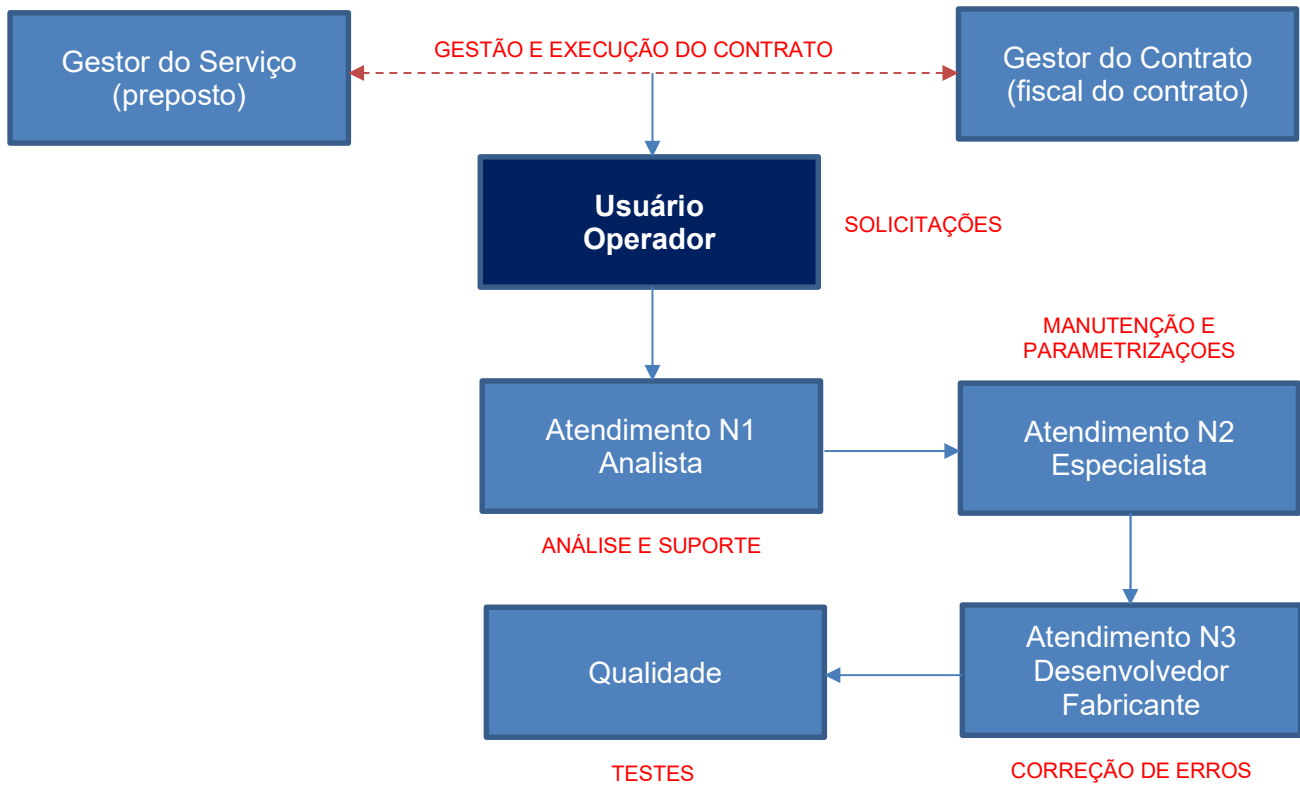 Gestor do Serviço
(preposto)
GESTÃO E EXECUÇÃO DO CONTRATO
Gestor do Contrato
(fiscal do contrato)
Usuário
Operador
SOLICITAÇÕES
MANUTENÇÃO E
PARAMETRIZAÇOES
Atendimento N1
Analista
Atendimento N2
Especialista
ANÁLISE E SUPORTE
Qualidade
Atendimento N3
Desenvolvedor
Fabricante
TESTES
CORREÇÃO DE ERROS